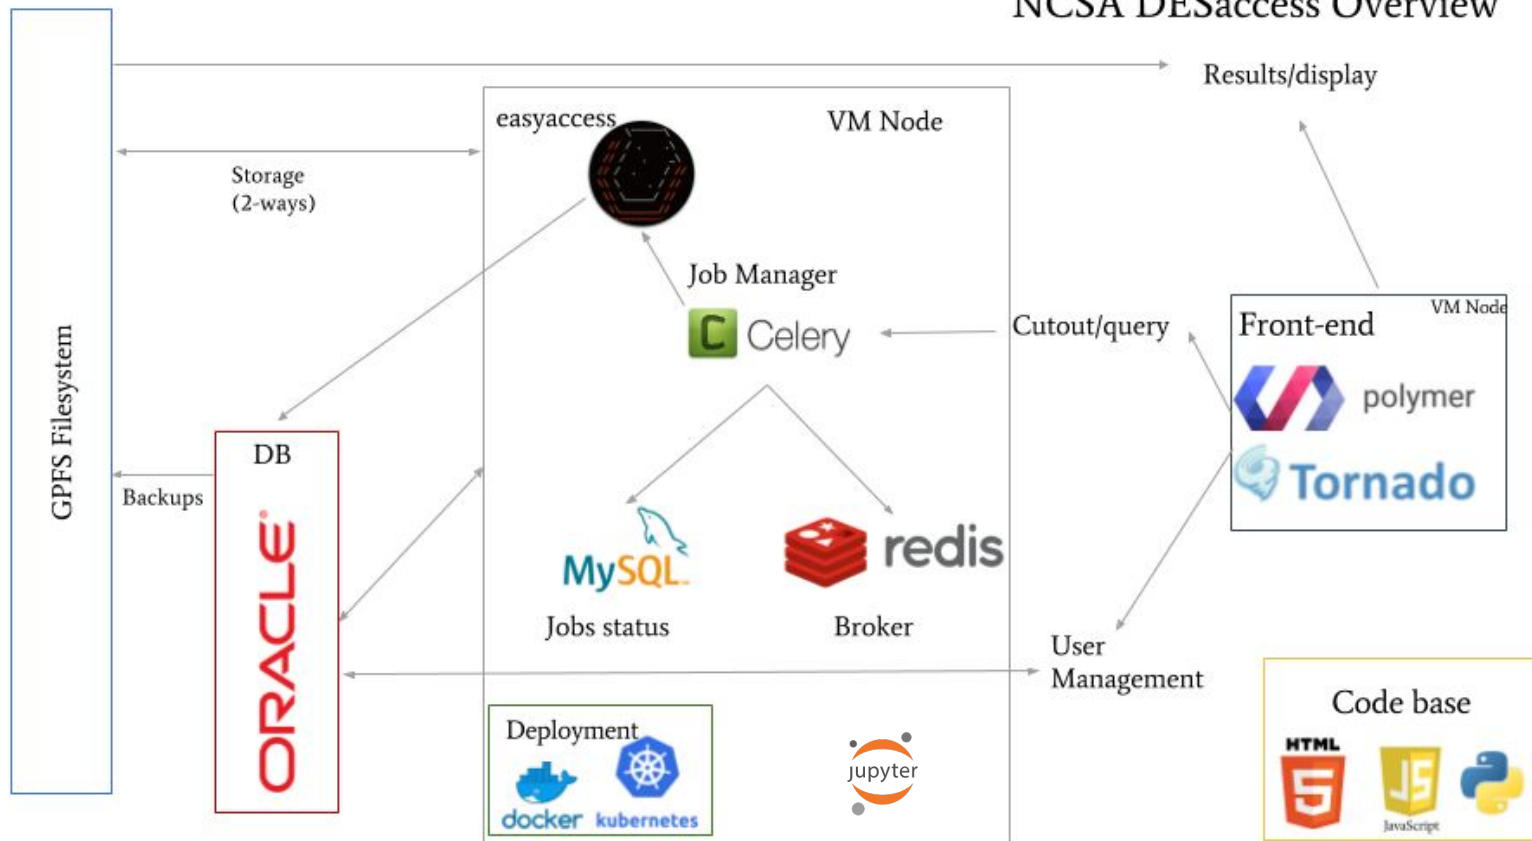 NCSA DESaccess Overview
Results/display
easyaccess
VM Node
Storage
(2-ways)
Job Manager
C Celery
Cutout/query
VM Node
Front-end
polymer
Tornado
GPFS Filesystem
DB
ORACLE
Backups
MySQL
redis
Jobs status
Broker
User
Management
Deployment
docker
kubernetes
jupyter
Code base
HTML
5
JS
JavaScript